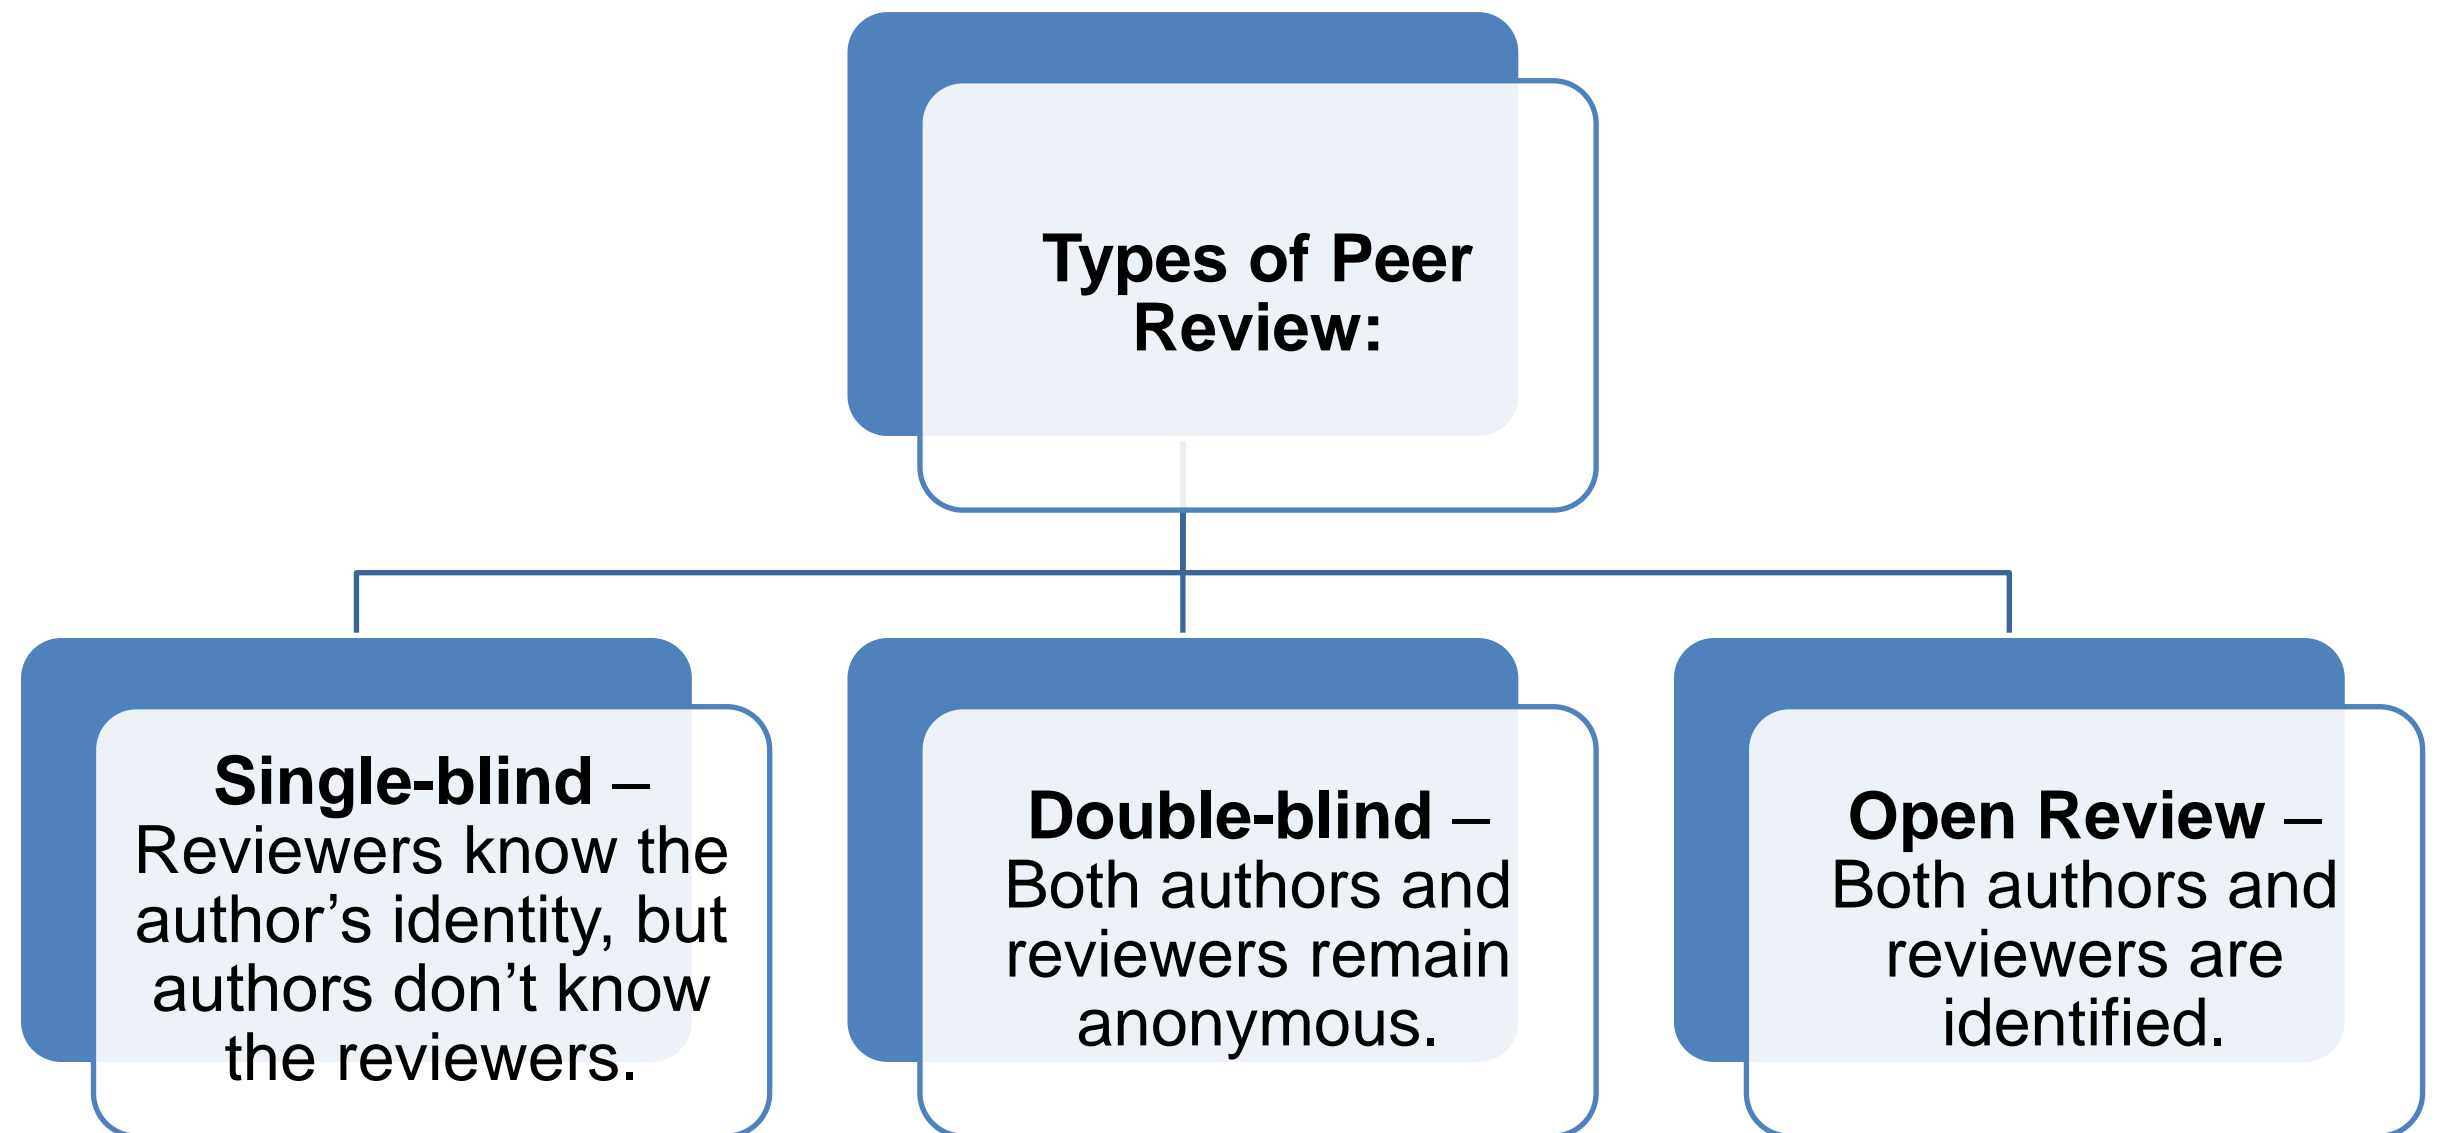 Types of Peer
Review:
Single-blind –
Reviewers know the
author’s identity, but
authors don’t know
the reviewers.
Double-blind –
Both authors and
reviewers remain
anonymous.
Open Review –
Both authors and
reviewers are
identified.